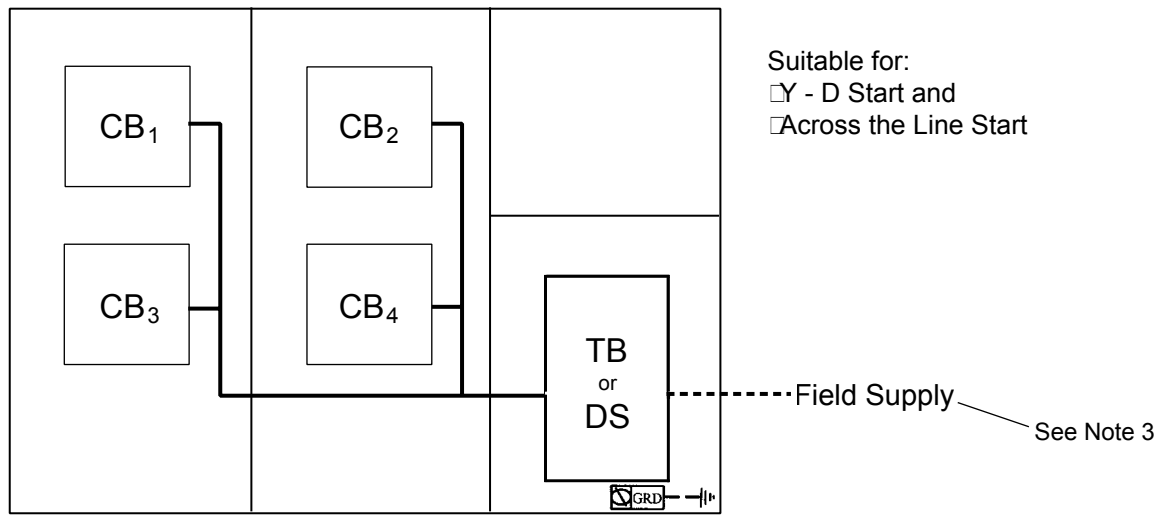 Suitable for:
Y - D Start and
Across the Line Start
CB₁
CB₂
CB₃
CB₄
TB
or
DS
Field Supply
See Note 3
GRD